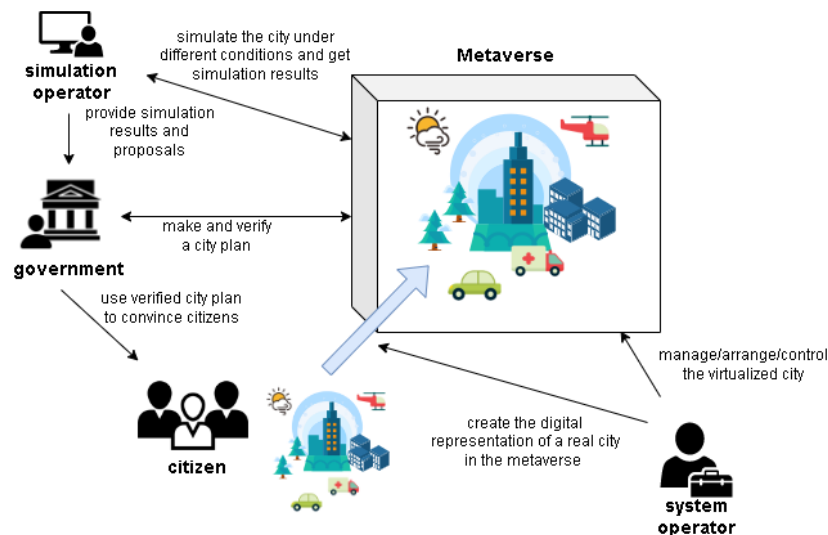 simulate the city under
different conditions and get
simulation results
Metaverse
simulation
operator
provide simulation
results and
proposals
make and verify
a city plan
government
use verified city plan
to convince citizens
manage/arrange/control
the virtualized city
create the digital
representation of a real city
in the metaverse
citizen
system
operator